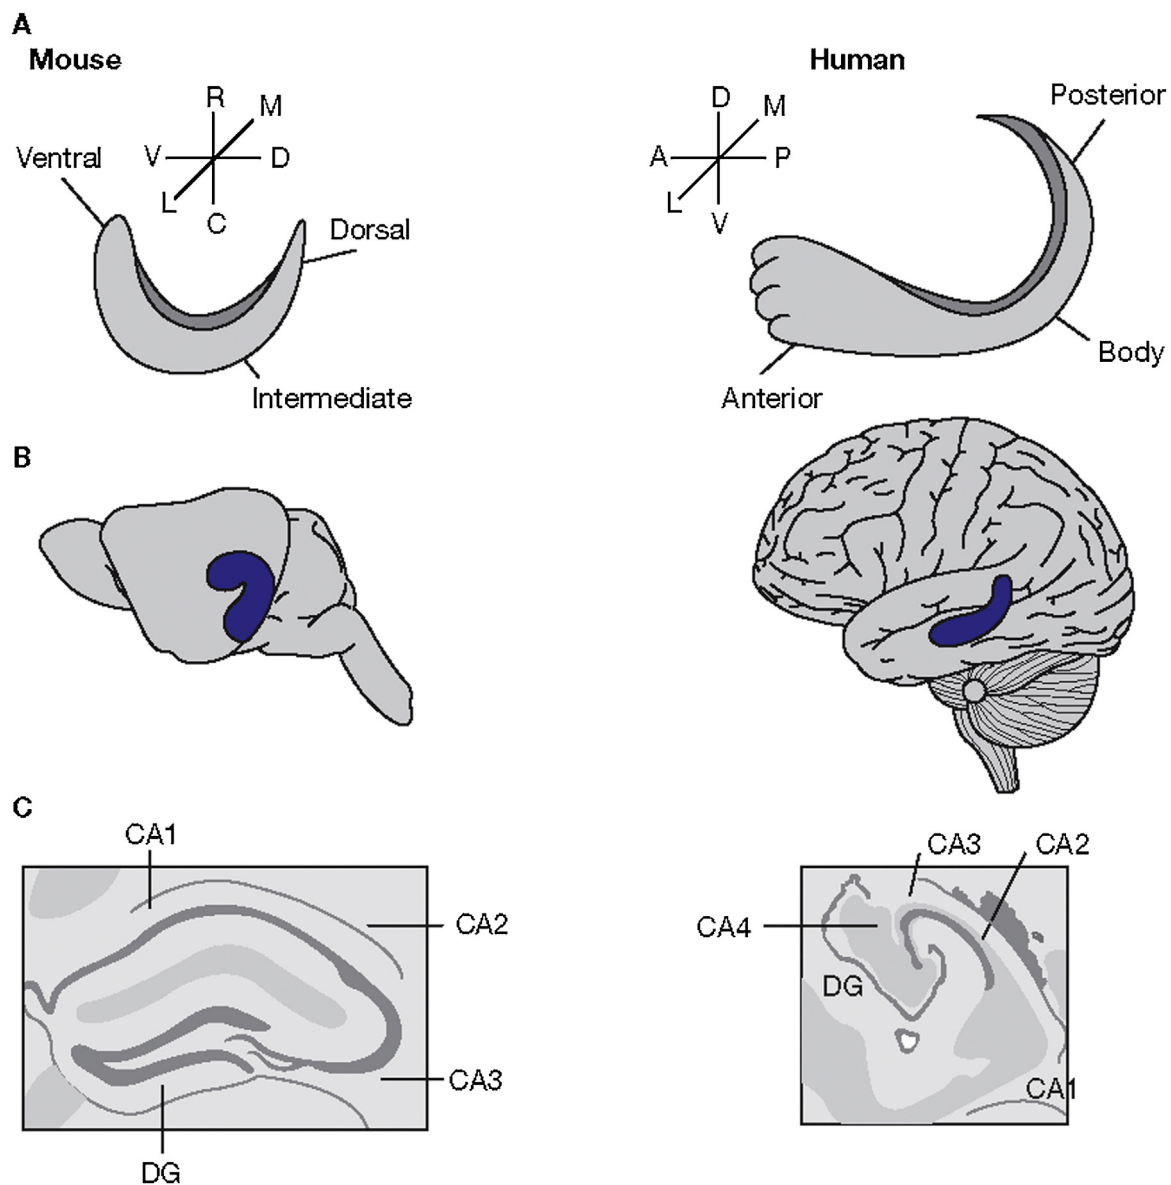 A
Mouse
Human
R
M
V
D
L
C
Ventral
Dorsal
Intermediate
D
M
A
P
L
V
Posterior
Body
Anterior
B
C
CA1
CA2
CA3
DG
CA3
CA2
CA4
DG
CA1